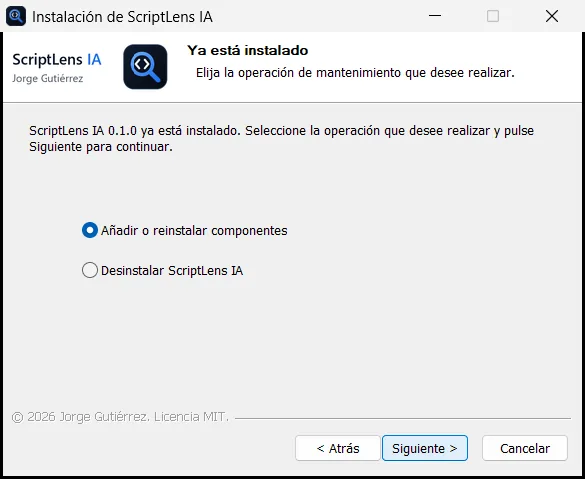 Instalación de ScriptLens IA
ScriptLens IA
Jorge Gutiérrez
Ya está instalado
Elija la operación de mantenimiento que desee realizar.
ScriptLens IA 0.1.0 ya está instalado. Seleccione la operación que desee realizar y pulse
Siguiente para continuar.
Añadir o reinstalar componentes
Desinstalar ScriptLens IA
© 2026 Jorge Gutiérrez. Licencia MIT.
< Atrás
Siguiente >
Cancelar